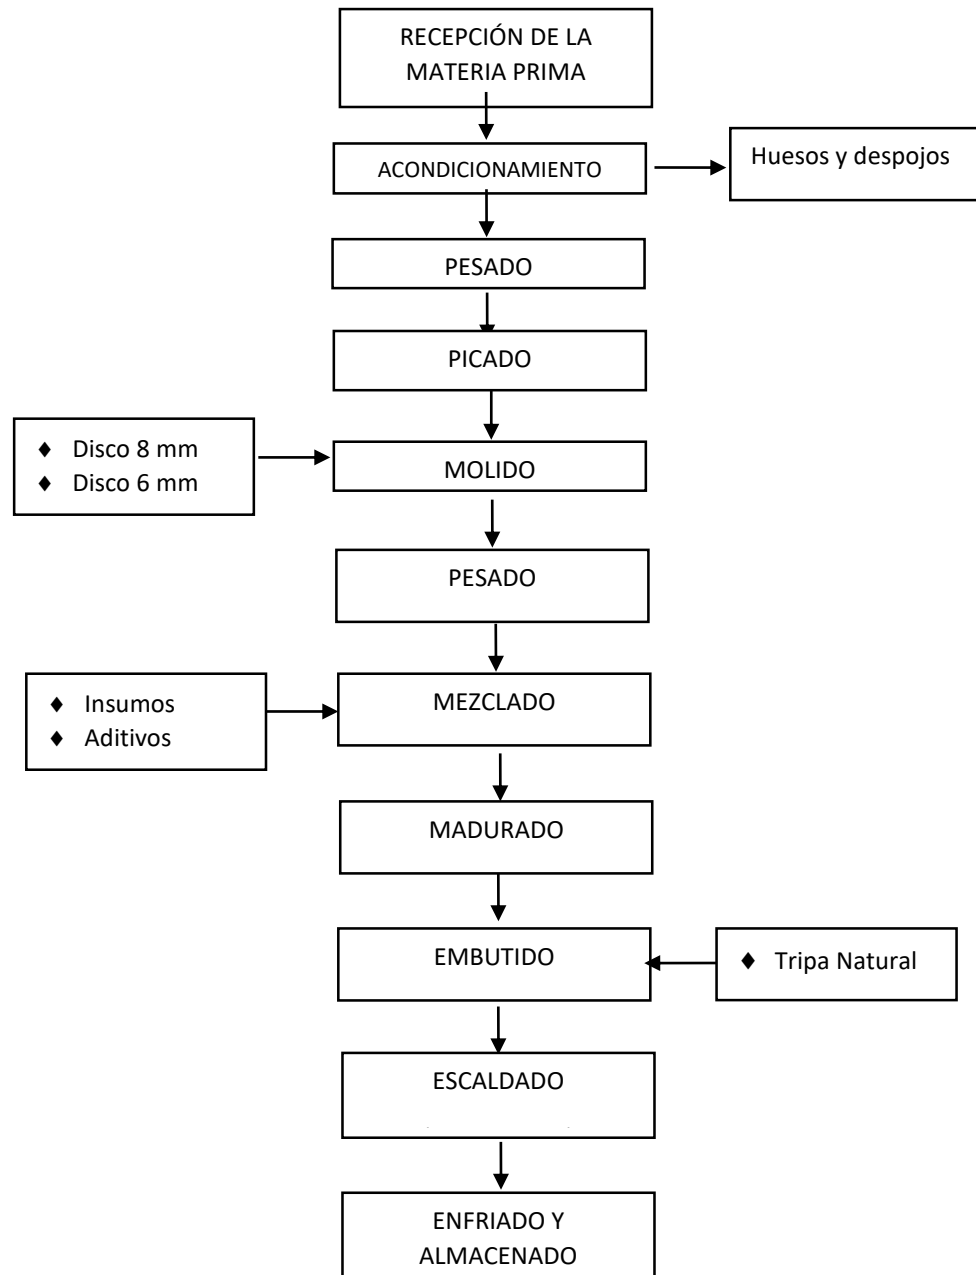 RECEPCIÓN DE LA
MATERIA PRIMA
ACONDICIONAMIENTO
Huesos y despojos
PESADO
PICADO
♦ Disco 8 mm
♦ Disco 6 mm
MOLIDO
PESADO
♦ Insumos
♦ Aditivos
MEZCLADO
MADURADO
EMBUTIDO
♦ Tripa Natural
ESCALDADO
ENFRIADO Y
ALMACENADO